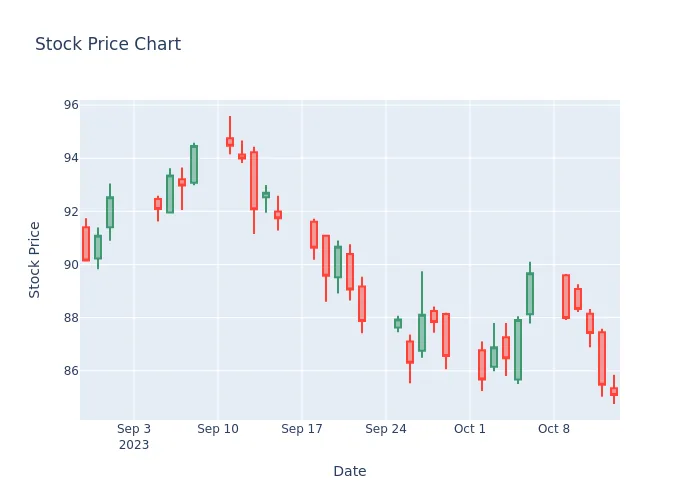 Stock Price Chart
96
94
92
90
88
86
Stock Price
Sep 3
2023
Sep 10
Sep 17
Sep 24
Oct 1
Oct 8
Date